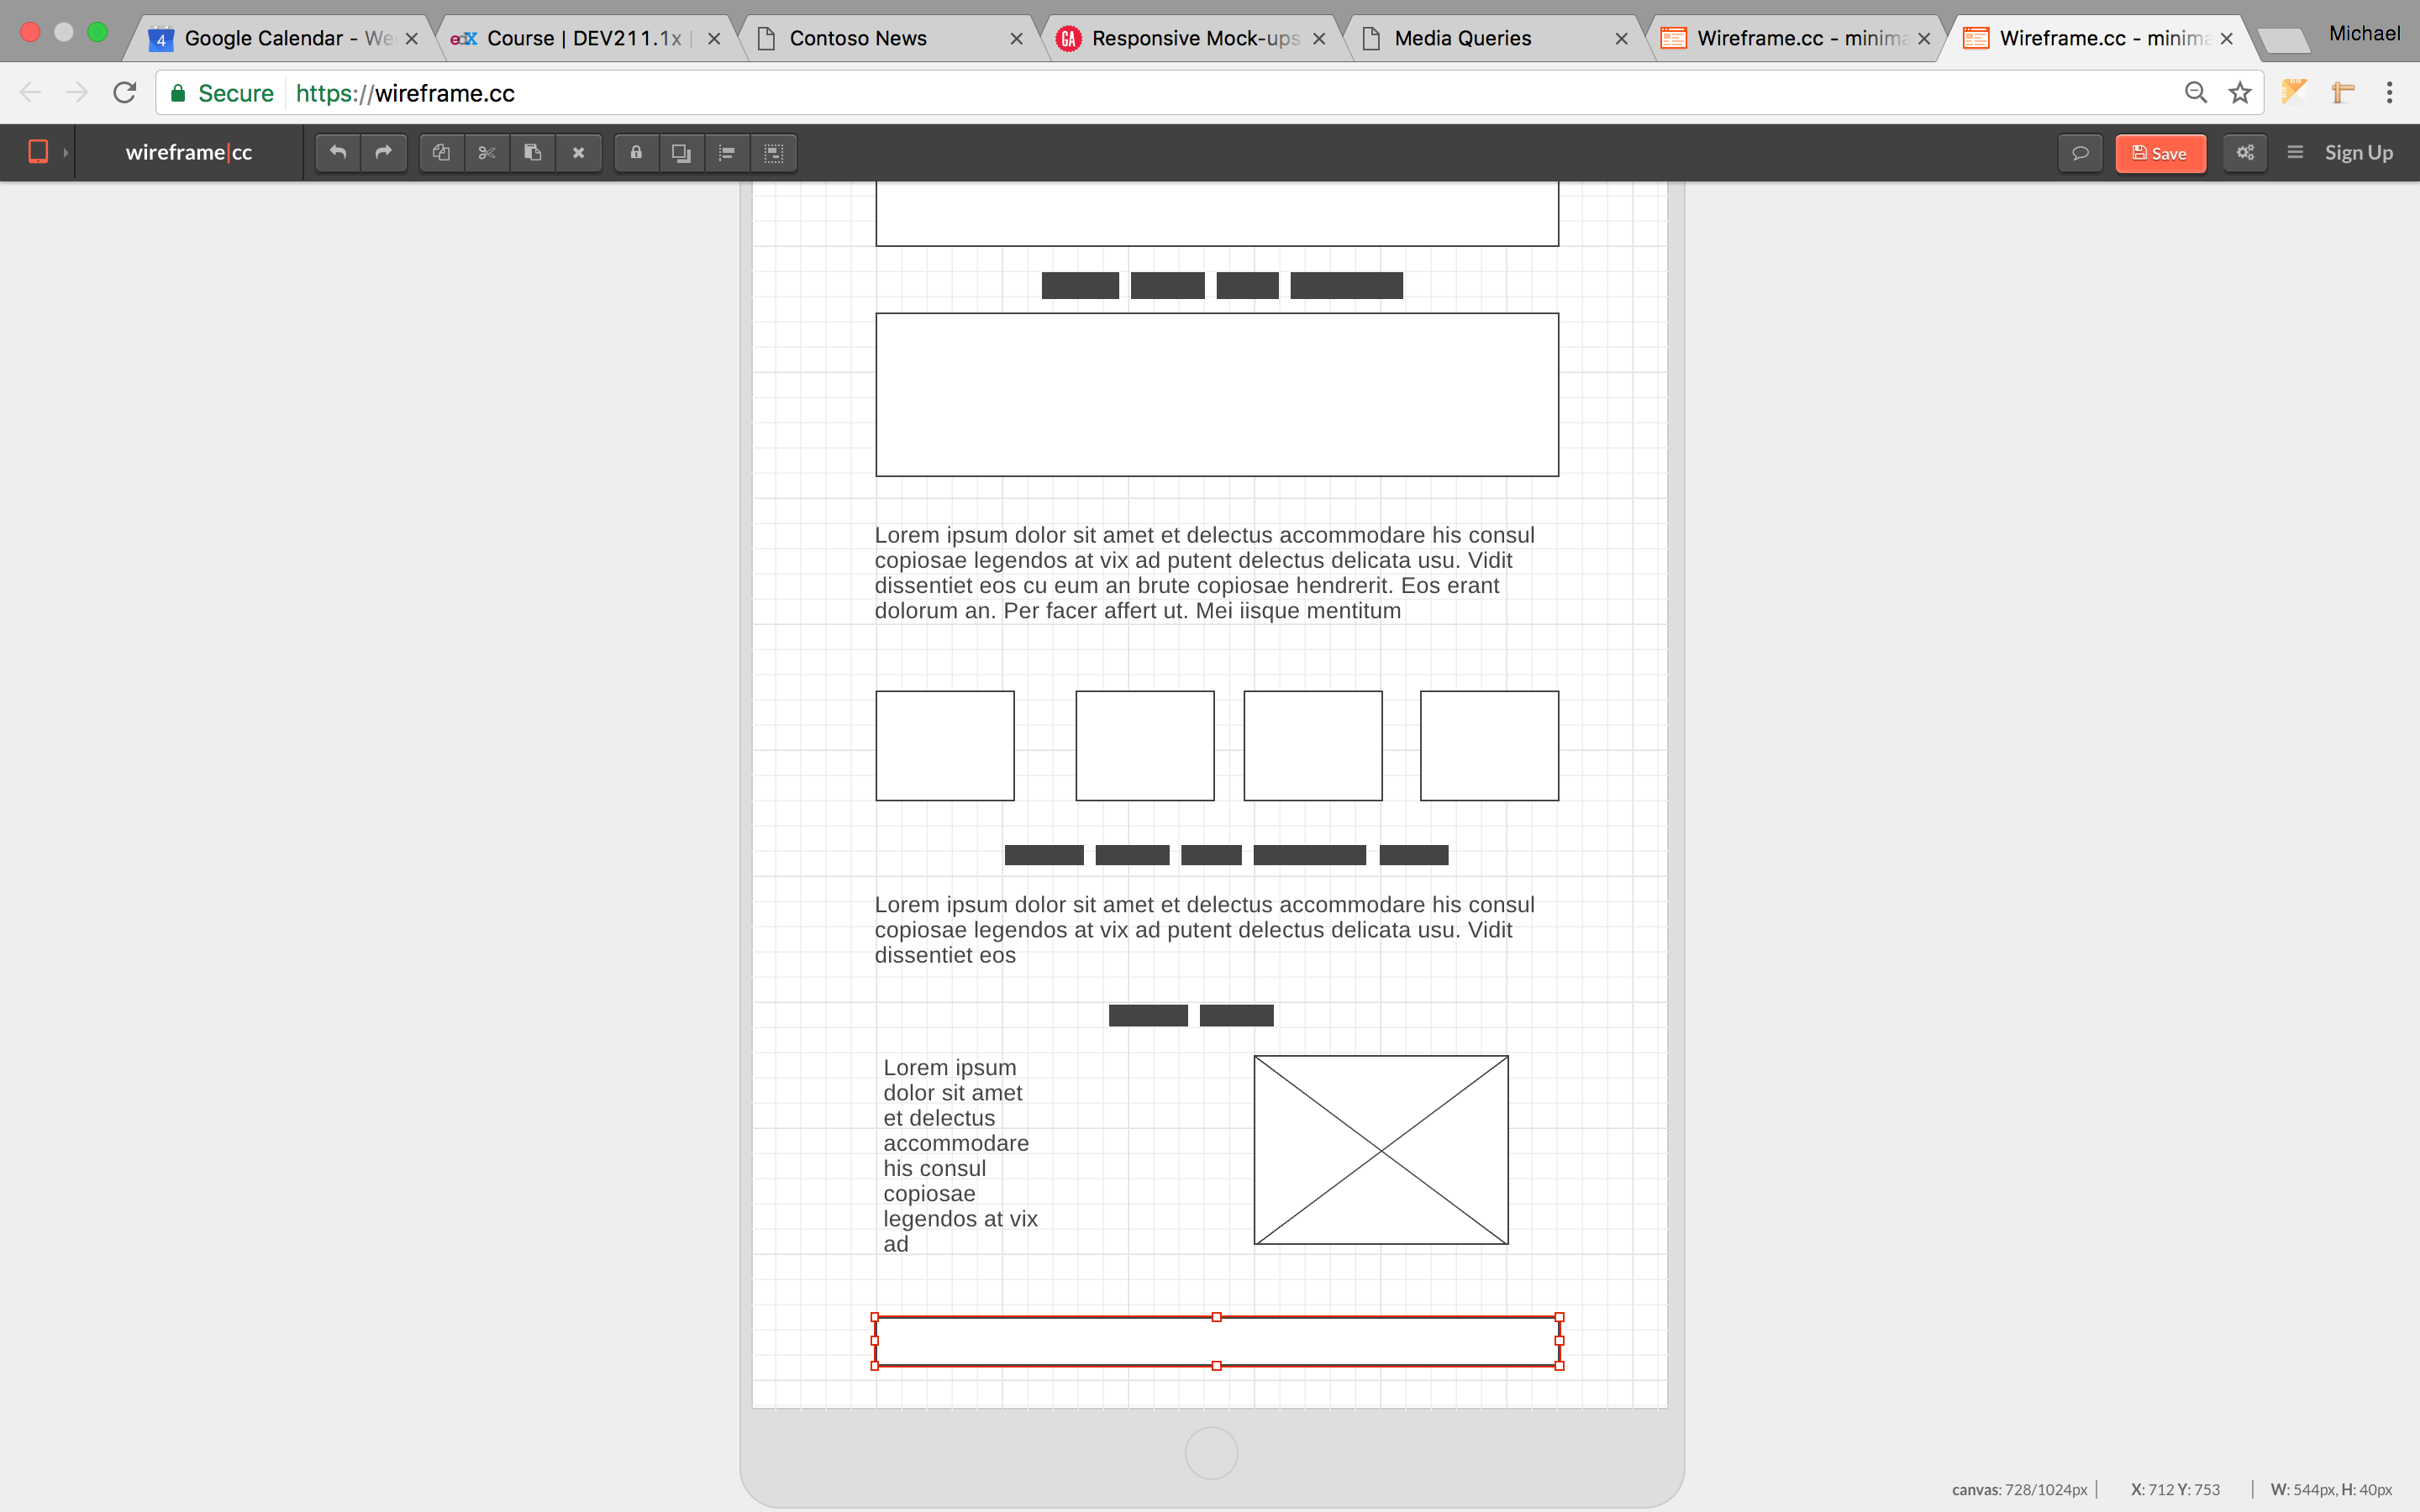 Google Calendar - We
edX Course | DEV211.1x |
Contoso News
GA Responsive Mock-ups
Media Queries
Wireframe.cc - minima
Wireframe.cc - minima
Michael
4
Secure https://wireframe.cc
wireframe|cc
Save
Sign Up
Lorem ipsum dolor sit amet et delectus accommodare his consul
copiosae legendos at vix ad putent delectus delicata usu. Vidit
dissentiet eos cu eum an brute copiosae hendrerit. Eos erant
dolorum an. Per facer affert ut. Mei iisque mentitum
Lorem ipsum dolor sit amet et delectus accommodare his consul
copiosae legendos at vix ad putent delectus delicata usu. Vidit
dissentiet eos
Lorem ipsum
dolor sit amet
et delectus
accommodare
his consul
copiosae
legendos at vix
ad
canvas: 728/1024px | X: 712 Y: 753 | W: 544px, H: 40px